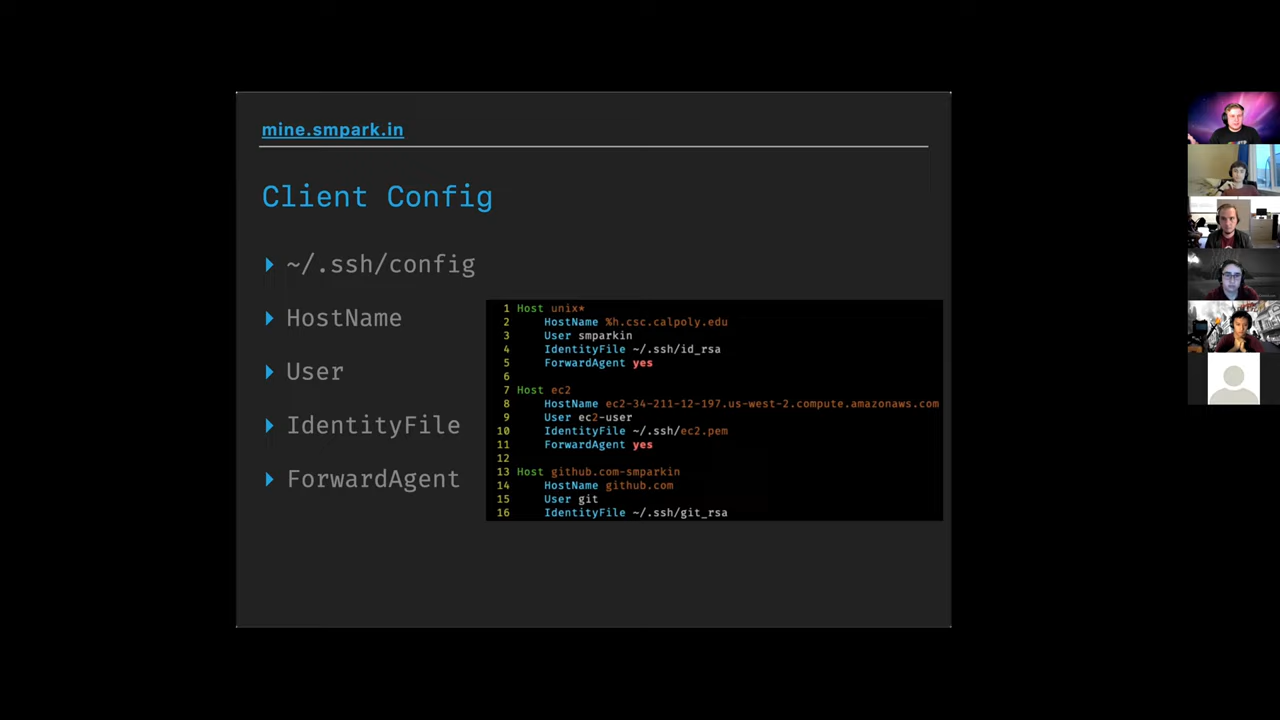 mine.smpark.in
Client Config
~/.ssh/config
HostName
User
IdentityFile
ForwardAgent
1 Host unix*
2 HostName %h.csc.calpoly.edu
3 User smparkin
4 IdentityFile ~/.ssh/id_rsa
5 ForwardAgent yes
6
7 Host ec2
8 HostName ec2-34-211-12-197.us-west-2.compute.amazonaws.com
9 User ec2-user
10 IdentityFile ~/.ssh/ec2.pem
11 ForwardAgent yes
12
13 Host github.com-smparkin
14 HostName github.com
15 User git
16 IdentityFile ~/.ssh/git_rsa